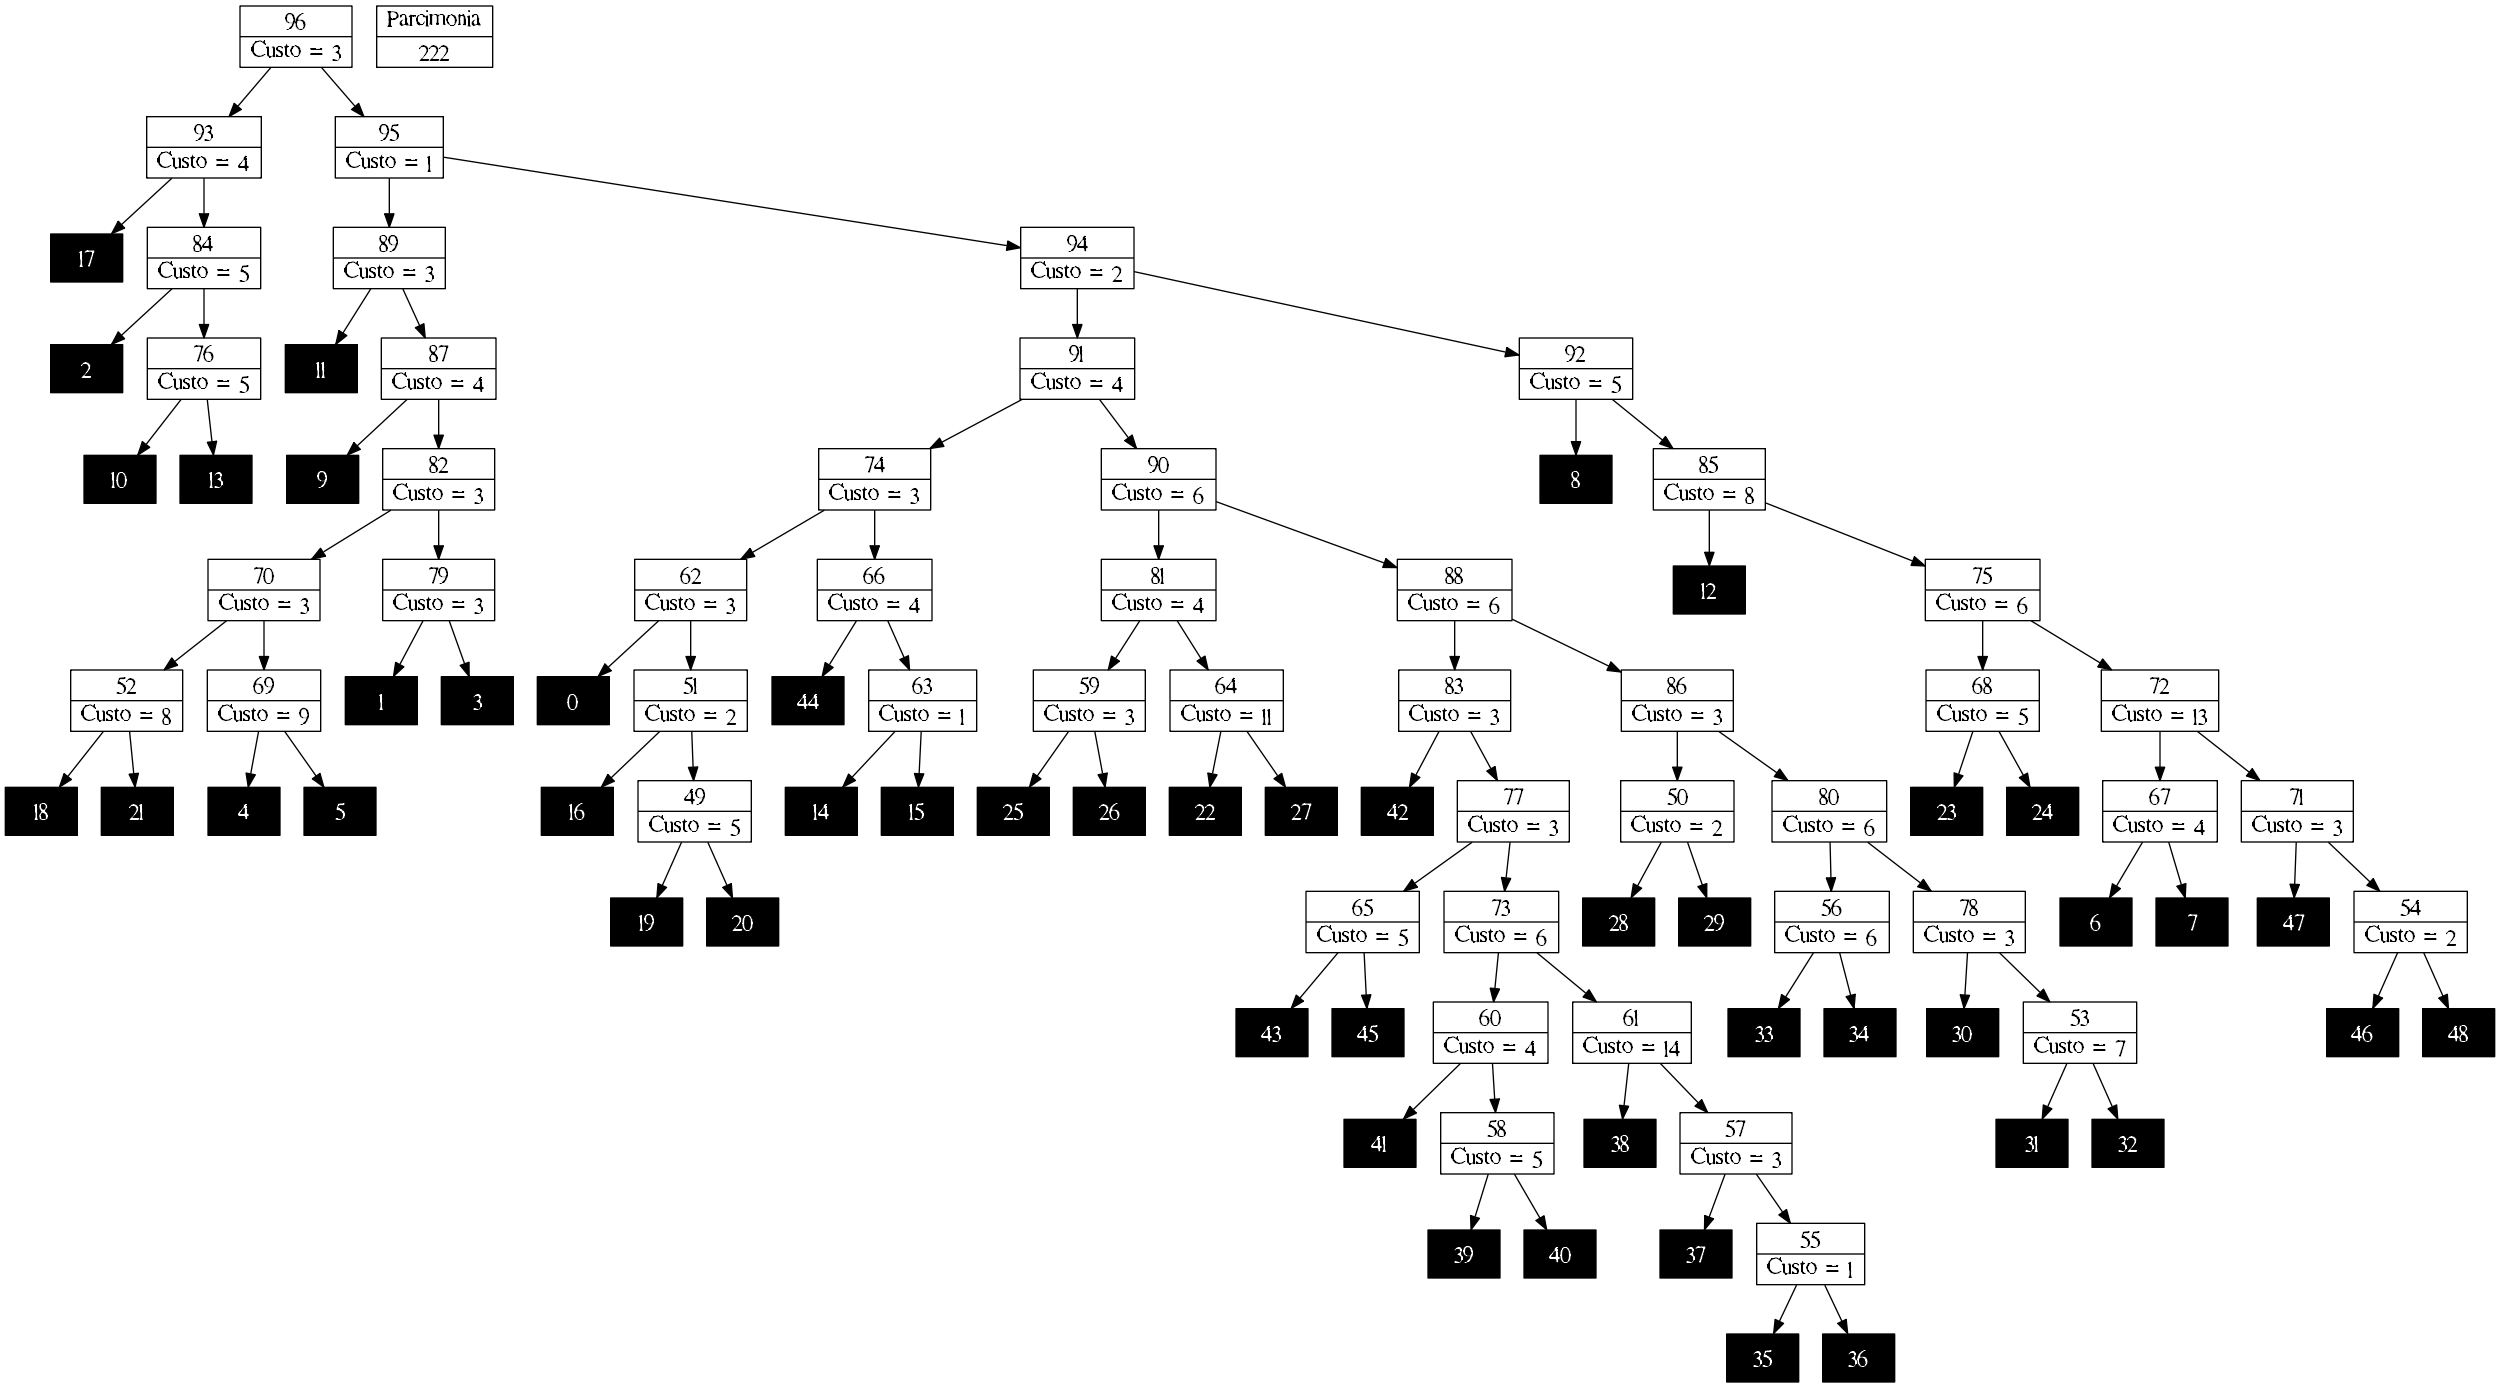 96
Custo = 3
Parcimonia
222
93
Custo = 4
95
Custo = 1
17
84
Custo = 5
89
Custo = 3
94
Custo = 2
2
76
Custo = 5
11
87
Custo = 4
91
Custo = 4
92
Custo = 5
10
13
9
82
Custo = 3
74
Custo = 3
90
Custo = 6
8
85
Custo = 8
70
Custo = 3
79
Custo = 3
62
Custo = 3
66
Custo = 4
81
Custo = 4
88
Custo = 6
12
75
Custo = 6
52
Custo = 8
69
Custo = 9
1
3
0
51
Custo = 2
44
63
Custo = 1
59
Custo = 3
64
Custo = 11
83
Custo = 3
86
Custo = 3
68
Custo = 5
72
Custo = 13
18
21
4
5
16
49
Custo = 5
14
15
25
26
22
27
42
77
Custo = 3
50
Custo = 2
80
Custo = 6
23
24
67
Custo = 4
71
Custo = 3
19
20
65
Custo = 5
73
Custo = 6
28
29
56
Custo = 6
78
Custo = 3
6
7
47
54
Custo = 2
43
45
60
Custo = 4
61
Custo = 14
33
34
30
53
Custo = 7
46
48
41
58
Custo = 5
38
57
Custo = 3
31
32
39
40
37
55
Custo = 1
35
36